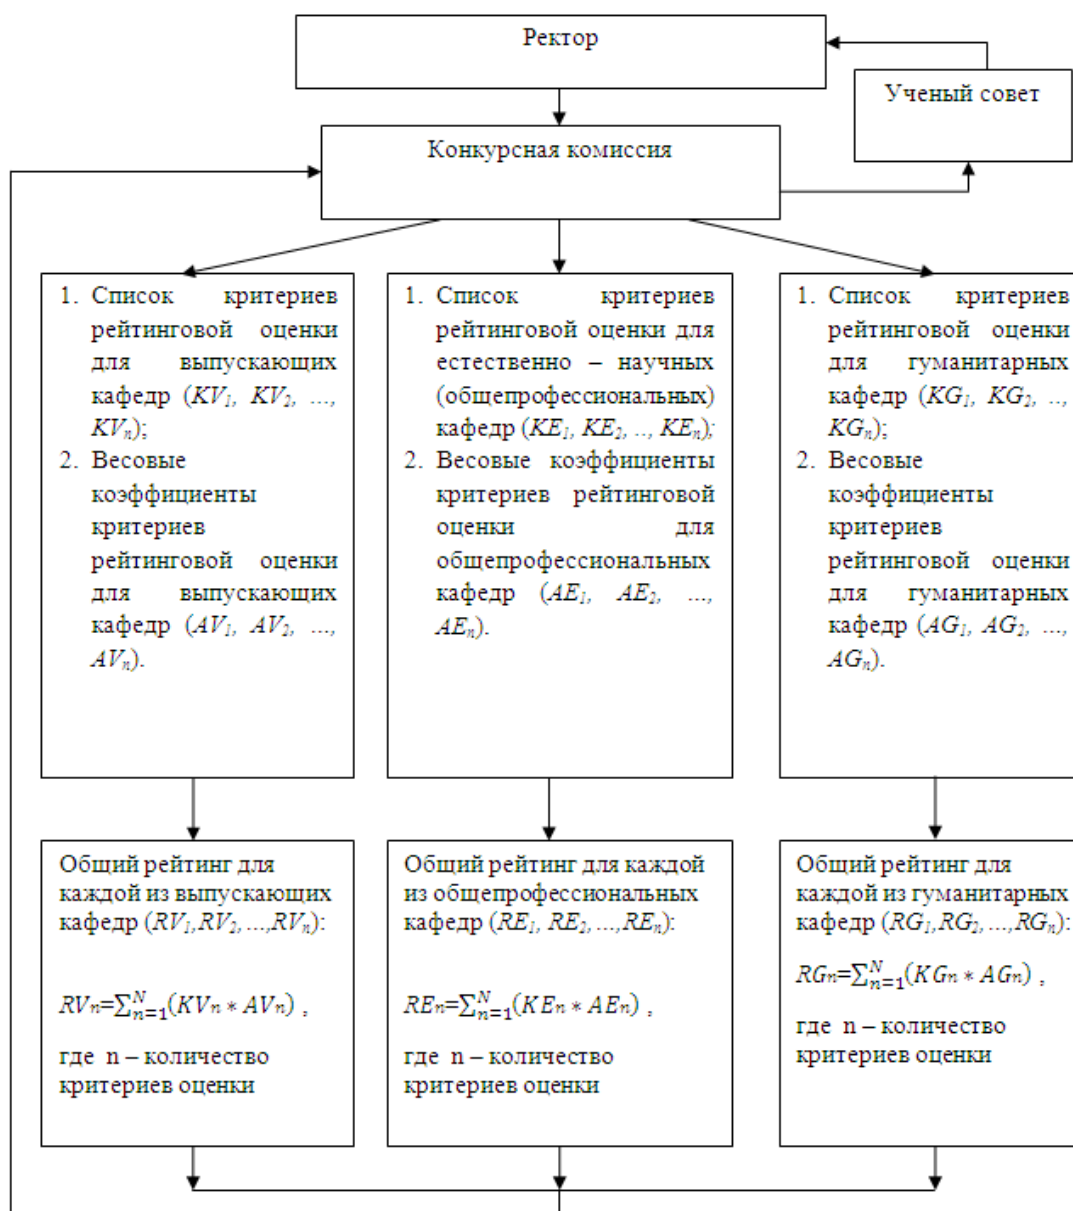 Ректор
Ученый совет
Конкурсная комиссия
1. Список критериев
рейтинговой оценки
для выпускающих
кафедр (KV₁, KV₂, ...,
KVₙ);
2. Весовые
коэффициенты
критериев
рейтинговой оценки
для выпускающих
кафедр (AV₁, AV₂, ...,
AVₙ).
1. Список критериев
рейтинговой оценки для
естественно – научных
(общепрофессиональных)
кафедр (KE₁, KE₂, .., KEₙ);
2. Весовые коэффициенты
критериев рейтинговой
оценки для
общепрофессиональных
кафедр (AE₁, AE₂, ...,
AEₙ).
1. Список критериев
рейтинговой оценки
для гуманитарных
кафедр (KG₁, KG₂, ..,
KGₙ);
2. Весовые
коэффициенты
критериев
рейтинговой оценки
для гуманитарных
кафедр (AG₁, AG₂, ...,
AGₙ).
Общий рейтинг для
каждой из выпускающих
кафедр (RV₁,RV₂, ...,RVₙ):
RVₙ=∑ₙ₌₁ᴺ(KVₙ * AVₙ) ,
где n – количество
критериев оценки
Общий рейтинг для каждой
из общепрофессиональных
кафедр (RE₁, RE₂, ...,REₙ):
REₙ=∑ₙ₌₁ᴺ(KEₙ * AEₙ) ,
где n – количество
критериев оценки
Общий рейтинг для
каждой из гуманитарных
кафедр (RG₁,RG₂, ...,RGₙ):
RGₙ=∑ₙ₌₁ᴺ(KGₙ * AGₙ) ,
где n – количество
критериев оценки